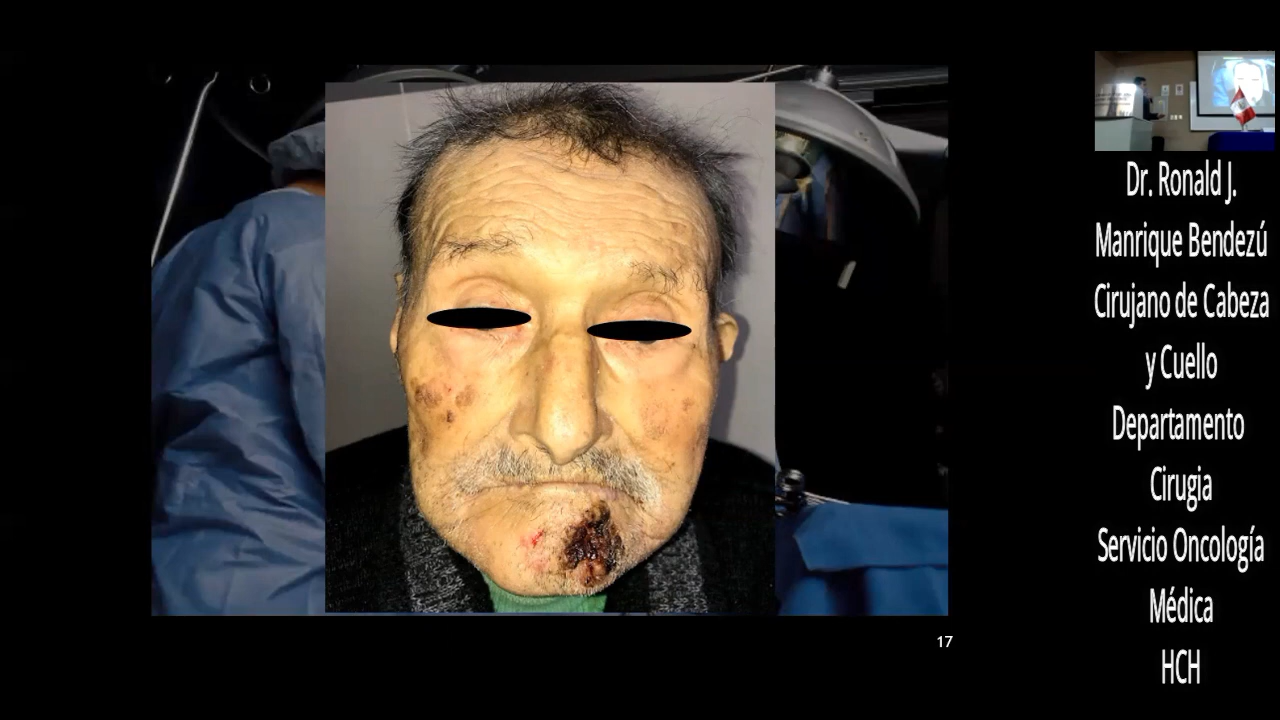 Dr. Ronald J.
Manrique Bendezú
Cirujano de Cabeza
y Cuello
Departamento
Cirugia
Servicio Oncología
Médica
HCH
17